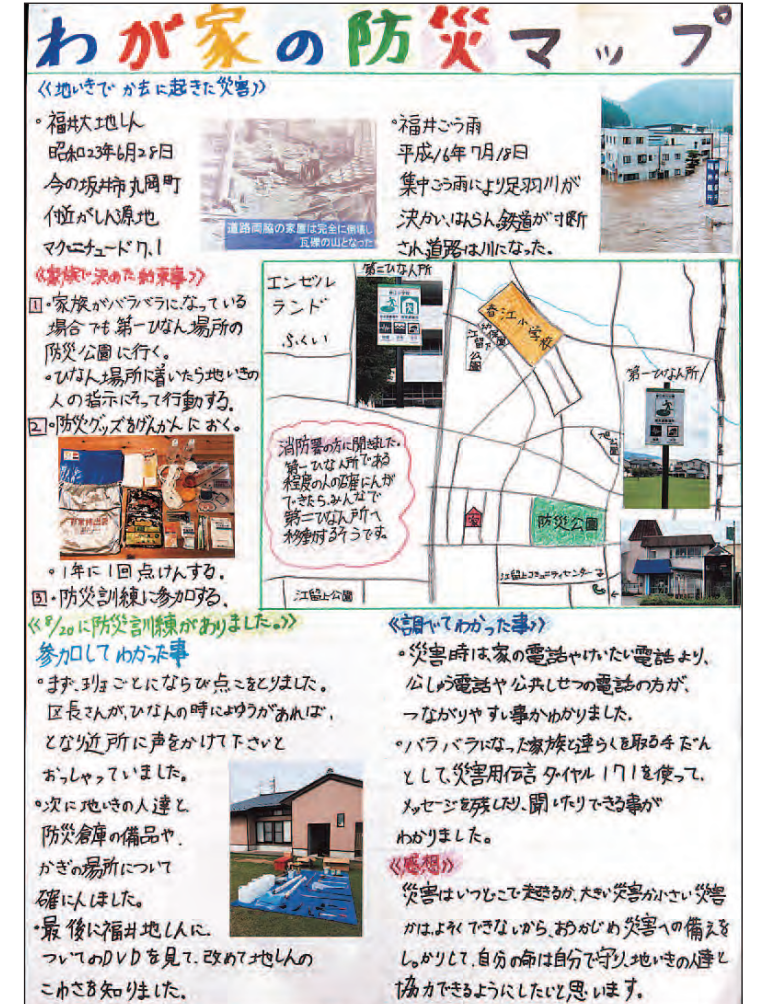 わが家の防災マップ
《地いきで か去に起きた災害》
・福井大地しん
昭和23年6月28日
今の坂井市丸岡町
付近がしん源地
マグニチュード7.1
道路両脇の家屋は完全に倒壊し
瓦礫の山となった
・福井ごう雨
平成16年7月18日
集中ごう雨により足羽川が
決かい、はんらん、鉄道が寸断
され道路は川になった。
《家族で決めた約束事》
1・家族がバラバラになっている
場合でも第一ひなん場所の
防災公園に行く。
・ひなん場所に着いたら地いきの
人の指示にそって行動する。
2・防災グッズをげんかんにおく。
・1年に1回点けんする。
3・防災訓練に参加する。
エンゼル
ランド
ふくい
第二ひなん所
春江小学校
江留下
公園
第一ひなん所
消防署の方に聞きました。
第一ひなん所である
程度の人の確にんが
できたら、みんなで
第二ひなん所へ
移動するそうです。
家
防災公園
江留上コミュニティセンター
江留上公園
《8/20に防災訓練がありました。》
参加してわかった事
・まず、班ごとにならび点こをとりました。
区長さんが、ひなんの時によゆうがあれば、
となり近所に声をかけて下さいと
おっしゃっていました。
・次に地いきの人達と
防災倉庫の備品や、
かぎの場所について
確にんしました。
・最後に福井地しんに
ついてのDVDを見て、改めて地しんの
こわさを知りました。
《調べてわかった事》
・災害時は家の電話やけいたい電話より、
公しゅう電話や公共しせつの電話の方が、
つながりやすい事がわかりました。
・バラバラになった家族と連らくを取る手だん
として、災害用伝言ダイヤル171を使って、
メッセージを残したり、聞いたりできる事が
わかりました。
《感想》
災害はいつどこで起きるか、大きい災害か小さい災害
かは、よそくできないから、あらかじめ災害への備えを
しっかりして、自分の命は自分で守り、地いきの人達と
協力できるようにしたいと思います。